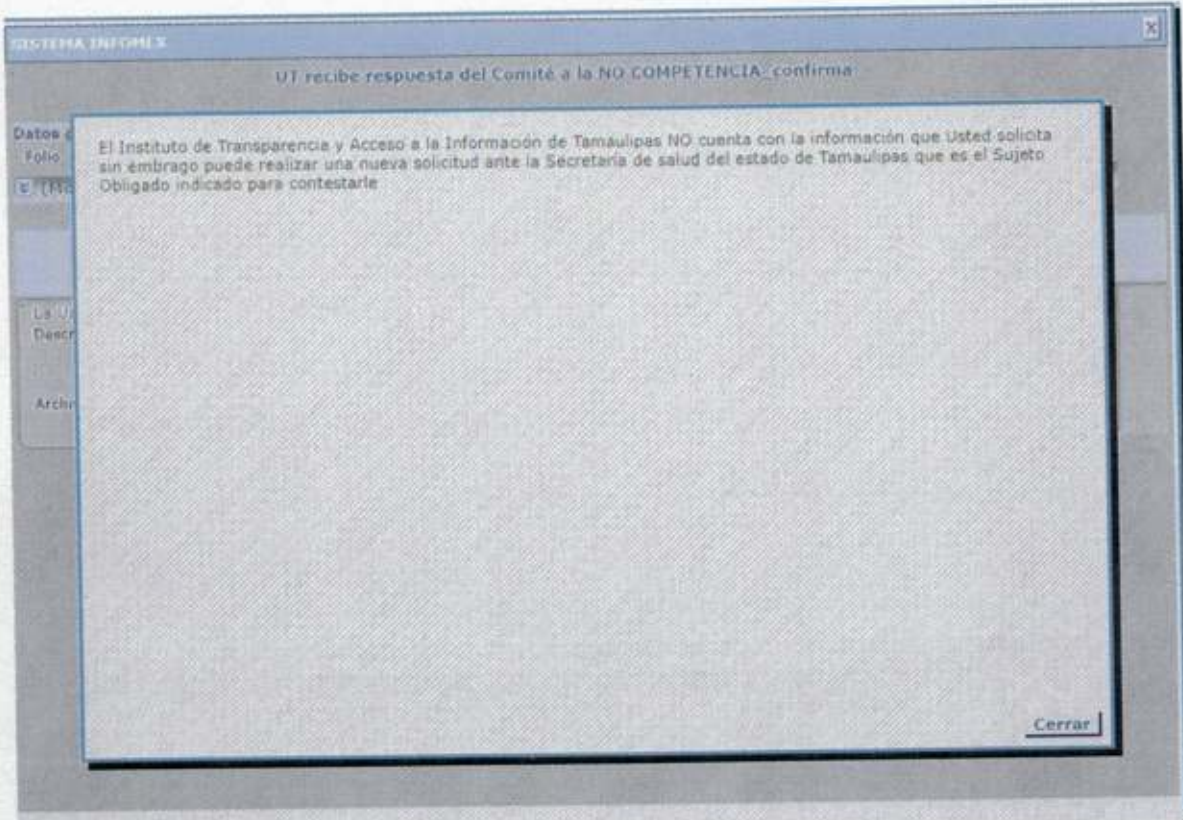 SISTEMA INFOMEX
X
UT recibe respuesta del Comité a la NO COMPETENCIA_confirma
Datos
Folio
El Instituto de Transparencia y Acceso a la Información de Tamaulipas NO cuenta con la información que Usted solicita
sin embrago puede realizar una nueva solicitud ante la Secretaria de salud del estado de Tamaulipas que es el Sujeto
Obligado indicado para contestarle
La
Descr
Archi
Cerrar